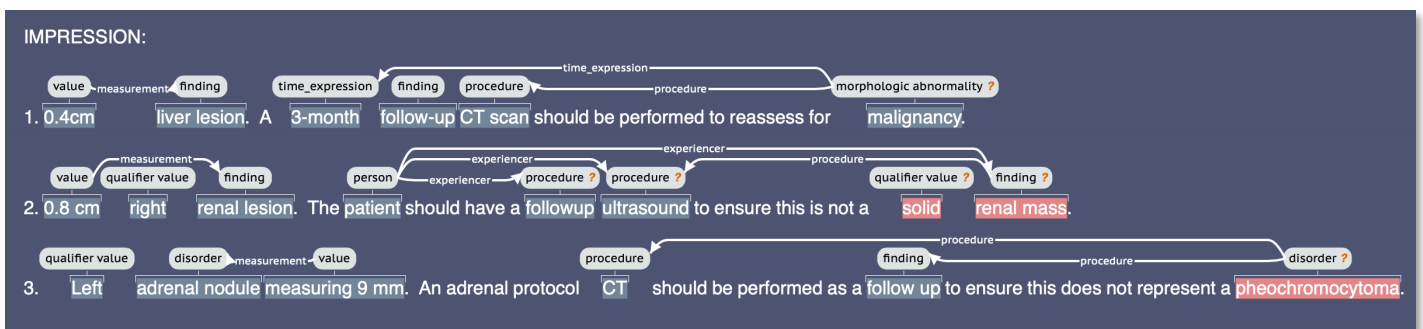 IMPRESSION:
time_expression
value measurement finding time_expression finding procedure procedure morphologic abnormality ?
1. 0.4cm liver lesion. A 3-month follow-up CT scan should be performed to reassess for malignancy.
experiencer
measurement experiencer procedure
value qualifier value finding person experiencer procedure ? procedure ? qualifier value ? finding ?
2. 0.8 cm right renal lesion. The patient should have a followup ultrasound to ensure this is not a solid renal mass.
procedure
qualifier value disorder measurement value procedure finding procedure disorder ?
3. Left adrenal nodule measuring 9 mm. An adrenal protocol CT should be performed as a follow up to ensure this does not represent a pheochromocytoma.